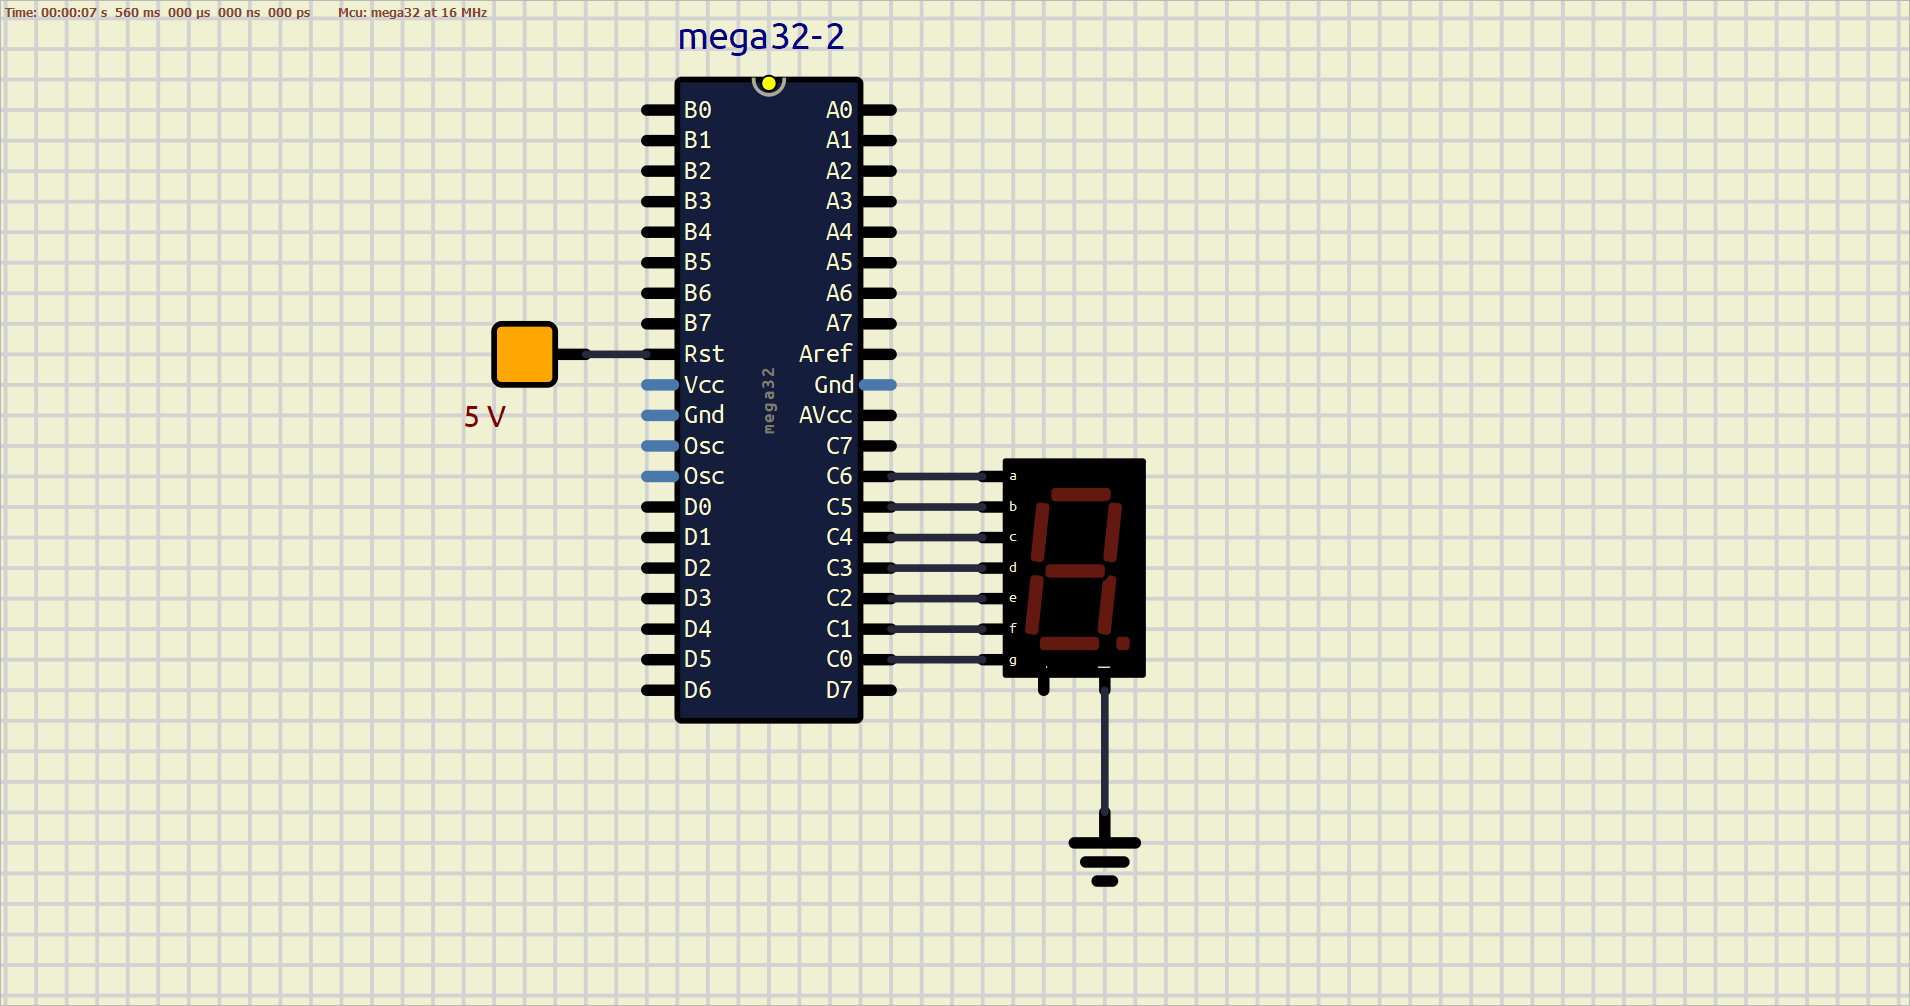 Time: 00:00:07 s 560 ms 000 µs 000 ns 000 ps Mcu: mega32 at 16 MHz
mega32-2
B0 A0
B1 A1
B2 A2
B3 A3
B4 A4
B5 A5
B6 A6
B7 A7
Rst Aref
Vcc Gnd
Gnd AVcc
Osc C7
Osc C6 a
D0 C5 b
D1 C4 c
D2 C3 d
D3 C2 e
D4 C1 f
D5 C0 g
D6 D7
mega32
5 V